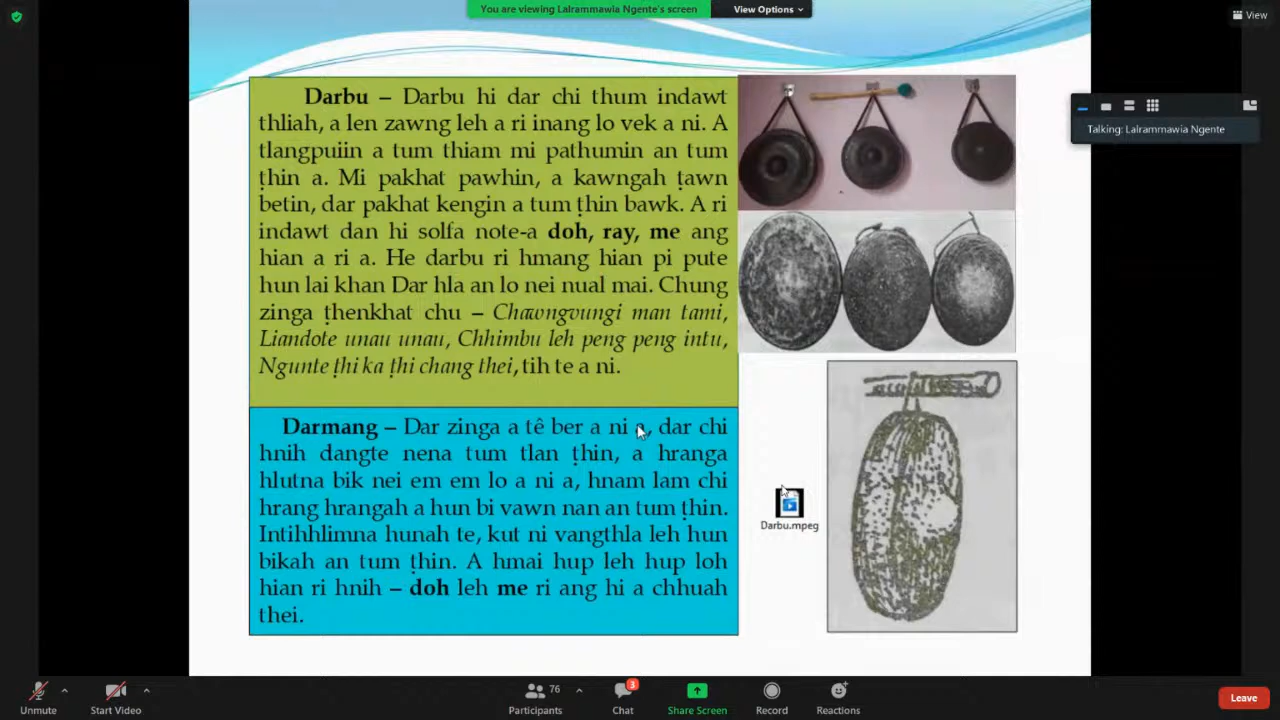 You are viewing Lalrammawia Ngente's screen
View Options
View
Talking: Lalrammawia Ngente
Darbu – Darbu hi dar chi thum indawt
thliah, a len zawng leh a ri inang lo vek a ni. A
tlangpuiin a tum thiam mi pathumin an tum
ṭhin a. Mi pakhat pawhin, a kawngah ṭawn
betin, dar pakhat kengin a tum ṭhin bawk. A ri
indawt dan hi solfa note-a doh, ray, me ang
hian a ri a. He darbu ri hmang hian pi pute
hun lai khan Dar hla an lo nei nual mai. Chung
zinga ṭhenkhat chu – Chawngvungi man tami,
Liandote unau unau, Chhimbu leh peng peng intu,
Ngunte ṭhi ka ṭhi chang thei, tih te a ni.
Darmang – Dar zinga a tê ber a ni a, dar chi
hnih dangte nena tum tlan ṭhin, a hranga
hlutna bik nei em em lo a ni a, hnam lam chi
hrang hrangah a hun bi vawn nan an tum ṭhin.
Intihhlimna hunah te, kut ni vangthla leh hun
bikah an tum ṭhin. A hmai hup leh hup loh
hian ri hnih – doh leh me ri ang hi a chhuah
thei.
Darbu.mpeg
Unmute
Start Video
76
Participants
3
Chat
Share Screen
Record
Reactions
Leave